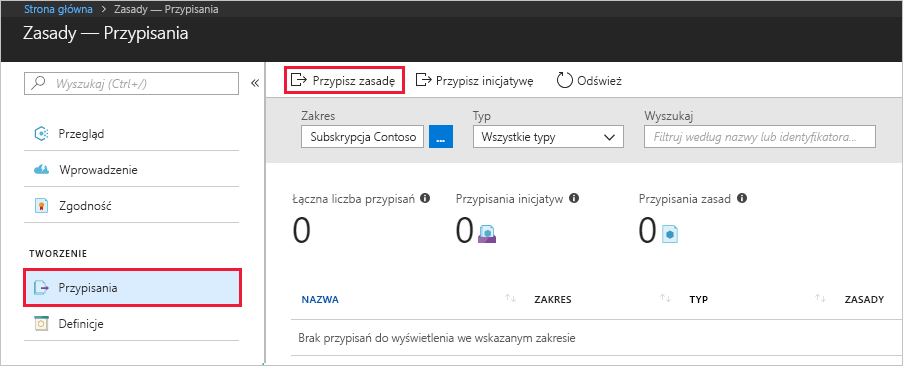 Strona główna > Zasady — Przypisania
Zasady — Przypisania
Wyszukaj (Ctrl+/)
«
Przegląd
Wprowadzenie
Zgodność
TWORZENIE
Przypisania
Definicje
Przypisz zasadę Przypisz inicjatywę Odśwież
Zakres Typ Wyszukaj
Subskrypcja Contoso ... Wszystkie typy Filtruj według nazwy lub identyfikatora...
Łączna liczba przypisań Przypisania inicjatyw Przypisania zasad
0 0 0
NAZWA ZAKRES TYP ZASADY
Brak przypisań do wyświetlenia we wskazanym zakresie